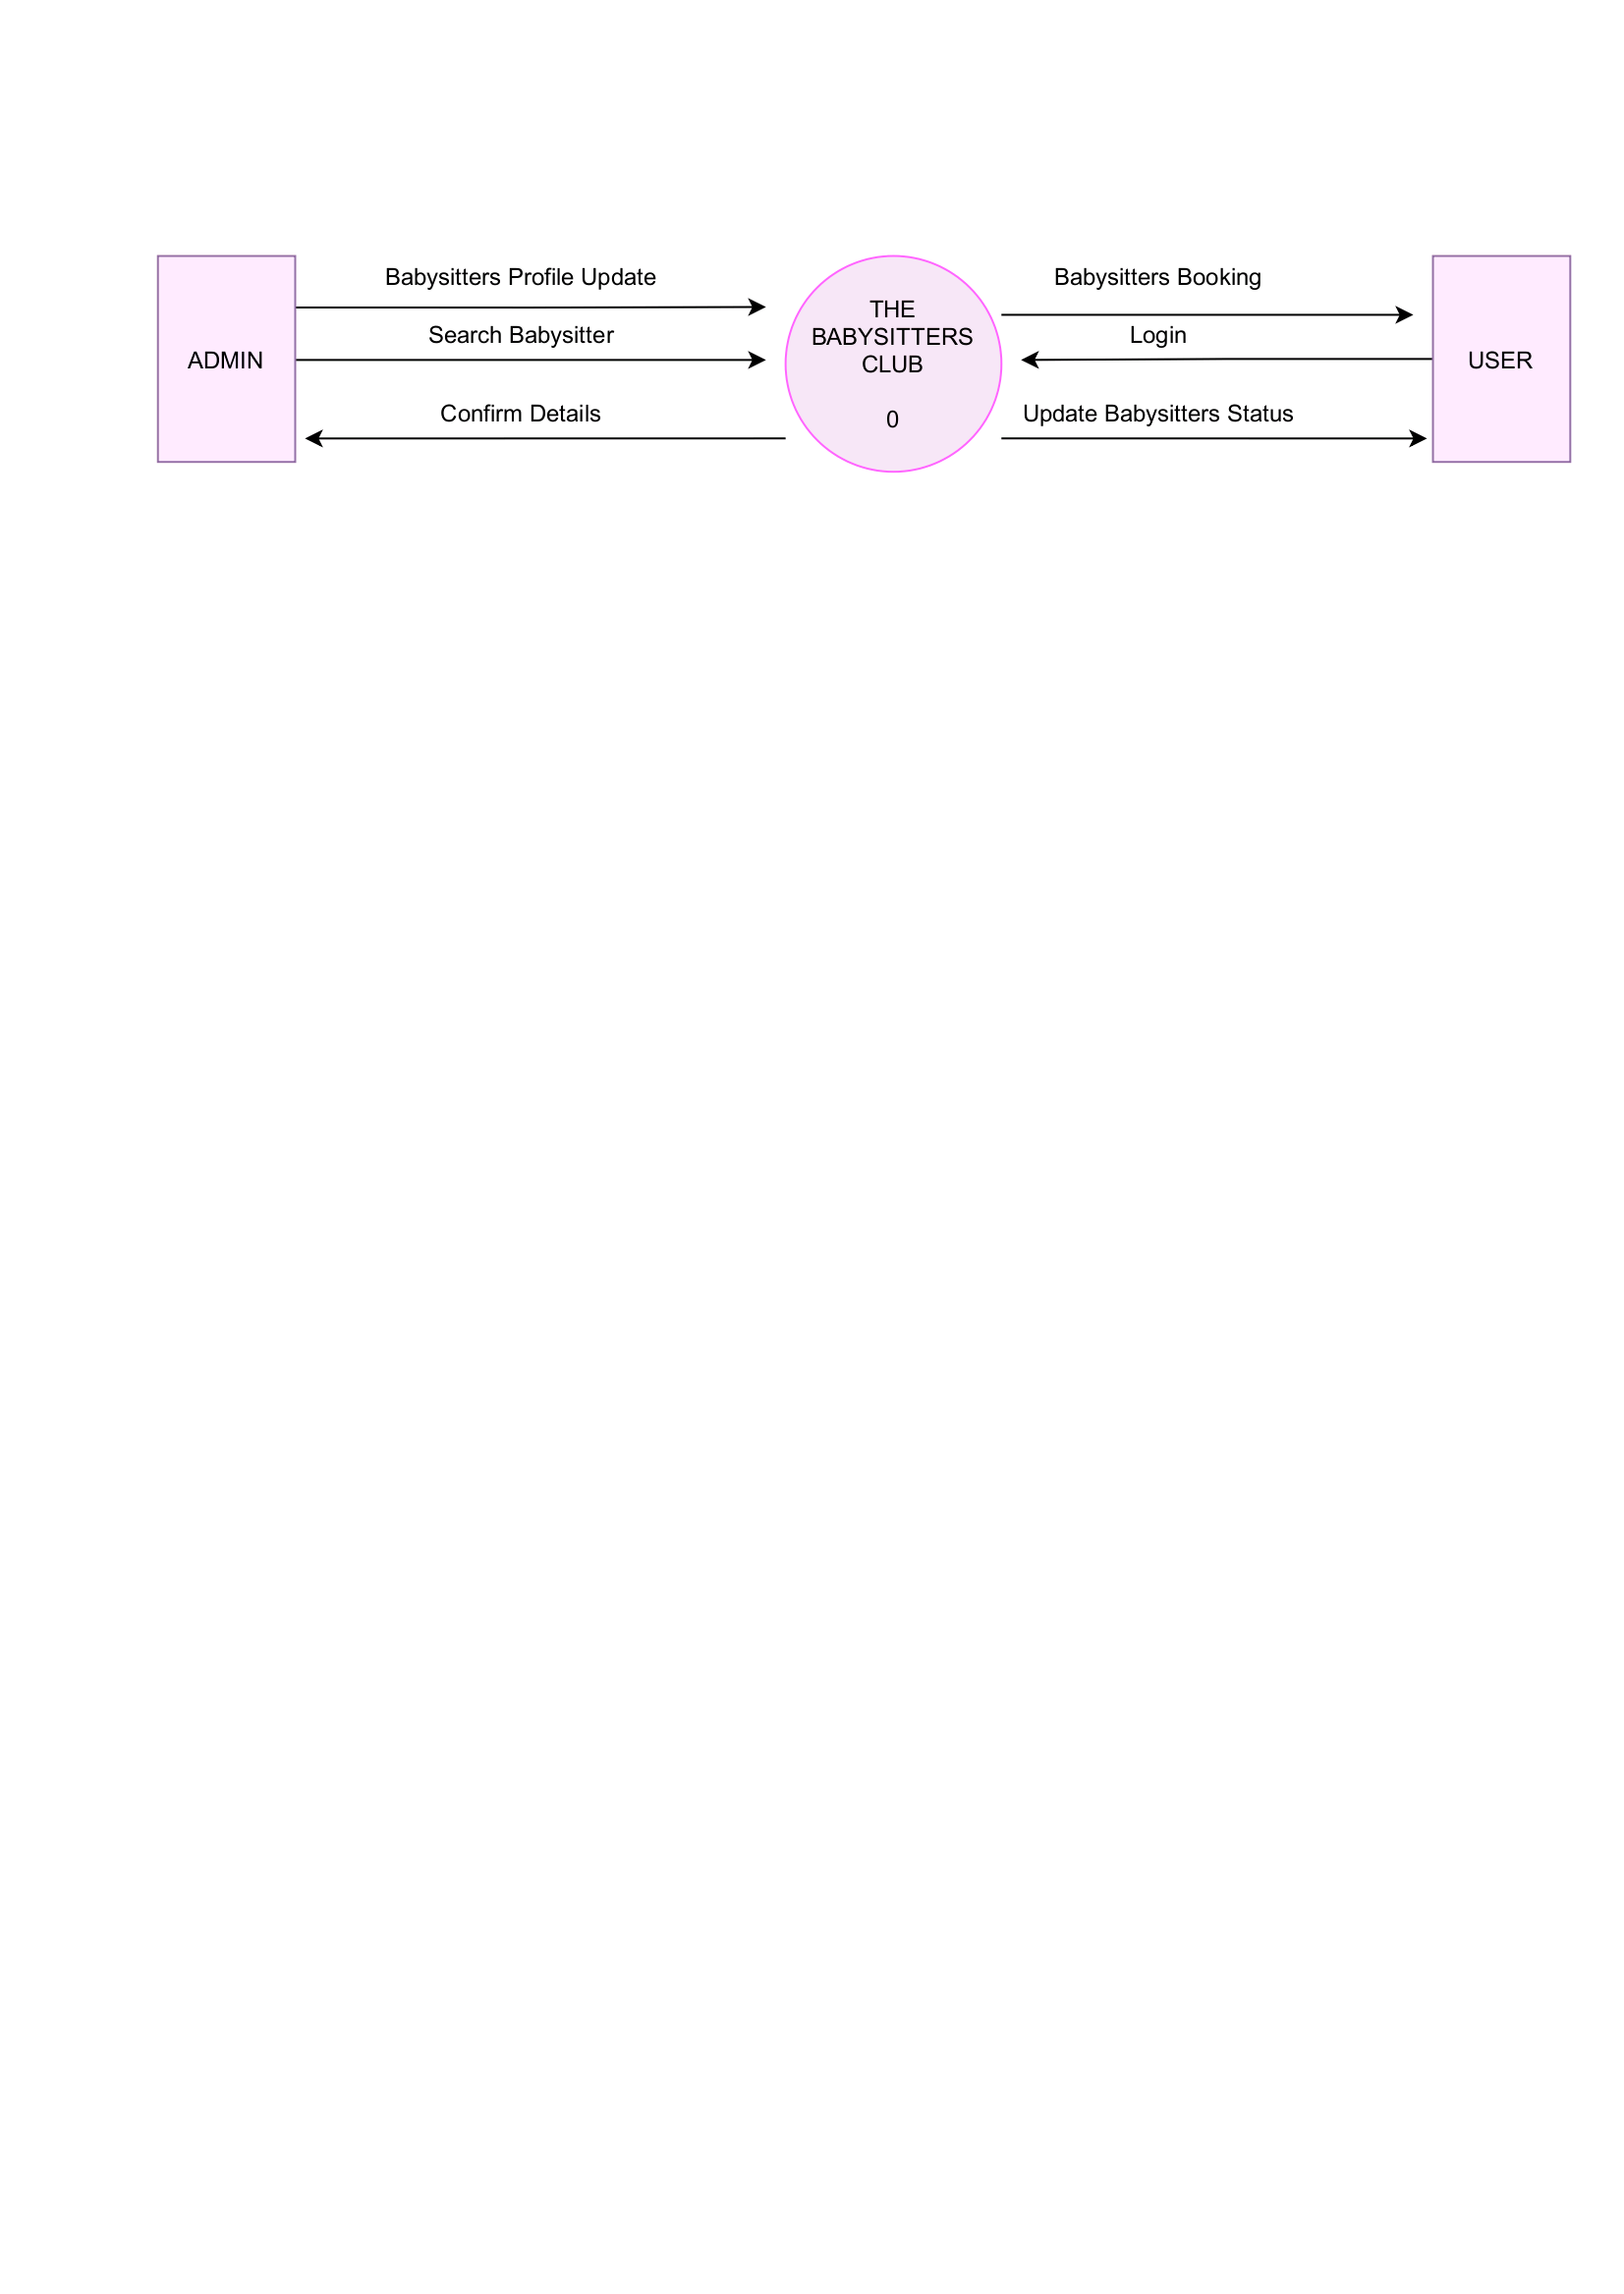 Babysitters Profile Update
Search Babysitter
Confirm Details
ADMIN
THE
BABYSITTERS
CLUB
0
Babysitters Booking
Login
Update Babysitters Status
USER